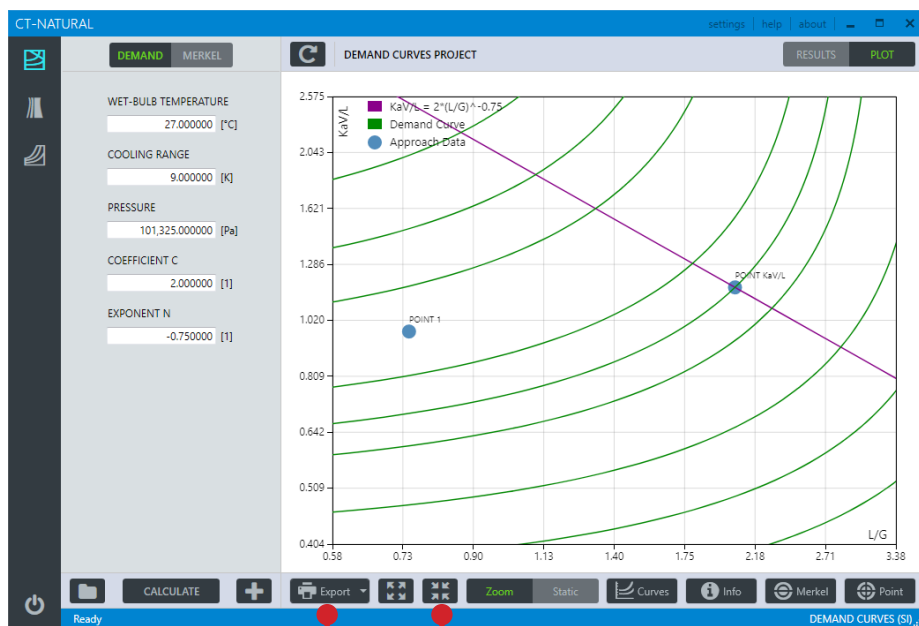 CT-NATURAL
settings help about
DEMAND MERKEL
DEMAND CURVES PROJECT
RESULTS PLOT
WET-BULB TEMPERATURE
27.000000 [°C]
COOLING RANGE
9.000000 [K]
PRESSURE
101,325.000000 [Pa]
COEFFICIENT C
2.000000 [1]
EXPONENT N
-0.750000 [1]
KaV/L
KaV/L = 2*(L/G)^-0.75
Demand Curve
Approach Data
2.575
2.043
1.621
1.286
1.020
0.809
0.642
0.509
0.404
POINT KaV/L
POINT 1
L/G
0.58 0.73 0.90 1.13 1.40 1.75 2.18 2.71 3.38
CALCULATE
Export
Zoom Static
Curves
Info
Merkel
Point
Ready
DEMAND CURVES (SI)